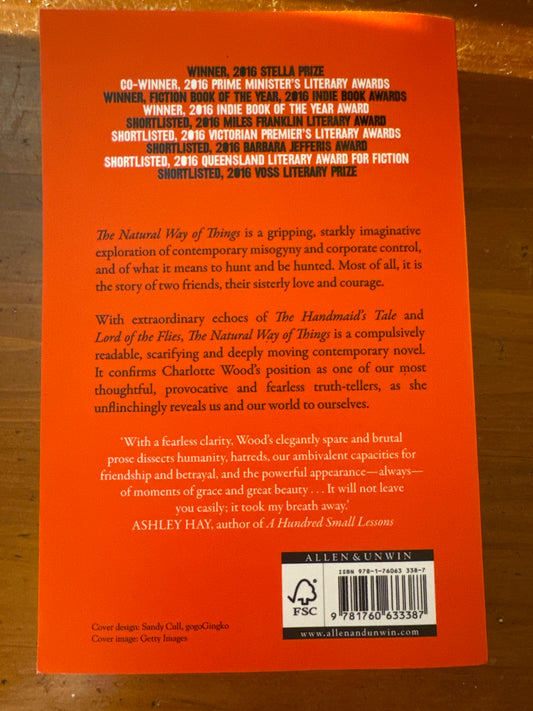 WINNER, 2016 STELLA PRIZE
CO-WINNER, 2016 PRIME MINISTER'S LITERARY AWARDS
WINNER, FICTION BOOK OF THE YEAR, 2016 INDIE BOOK AWARDS
WINNER, 2016 INDIE BOOK OF THE YEAR AWARD
SHORTLISTED, 2016 MILES FRANKLIN LITERARY AWARD
SHORTLISTED, 2016 VICTORIAN PREMIER'S LITERARY AWARDS
SHORTLISTED, 2016 BARBARA JEFFERIS AWARD
SHORTLISTED, 2016 QUEENSLAND LITERARY AWARD FOR FICTION
SHORTLISTED, 2016 VOSS LITERARY PRIZE
The Natural Way of Things is a gripping, starkly imaginative
exploration of contemporary misogyny and corporate control,
and of what it means to hunt and be hunted. Most of all, it is
the story of two friends, their sisterly love and courage.
With extraordinary echoes of The Handmaid's Tale and
Lord of the Flies, The Natural Way of Things is a compulsively
readable, scarifying and deeply moving contemporary novel.
It confirms Charlotte Wood's position as one of our most
thoughtful, provocative and fearless truth-tellers, as she
unflinchingly reveals us and our world to ourselves.
'With a fearless clarity, Wood's elegantly spare and brutal
prose dissects humanity, hatreds, our ambivalent capacities for
friendship and betrayal, and the powerful appearance—always—
of moments of grace and great beauty . . . It will not leave
you easily; it took my breath away.'
ASHLEY HAY, author of A Hundred Small Lessons
ALLEN & UNWIN
ISBN 978-1-76063 338-7
FSC
9 781760 633387
www.allenandunwin.com
Cover design: Sandy Cull, gogoGingko
Cover image: Getty Images